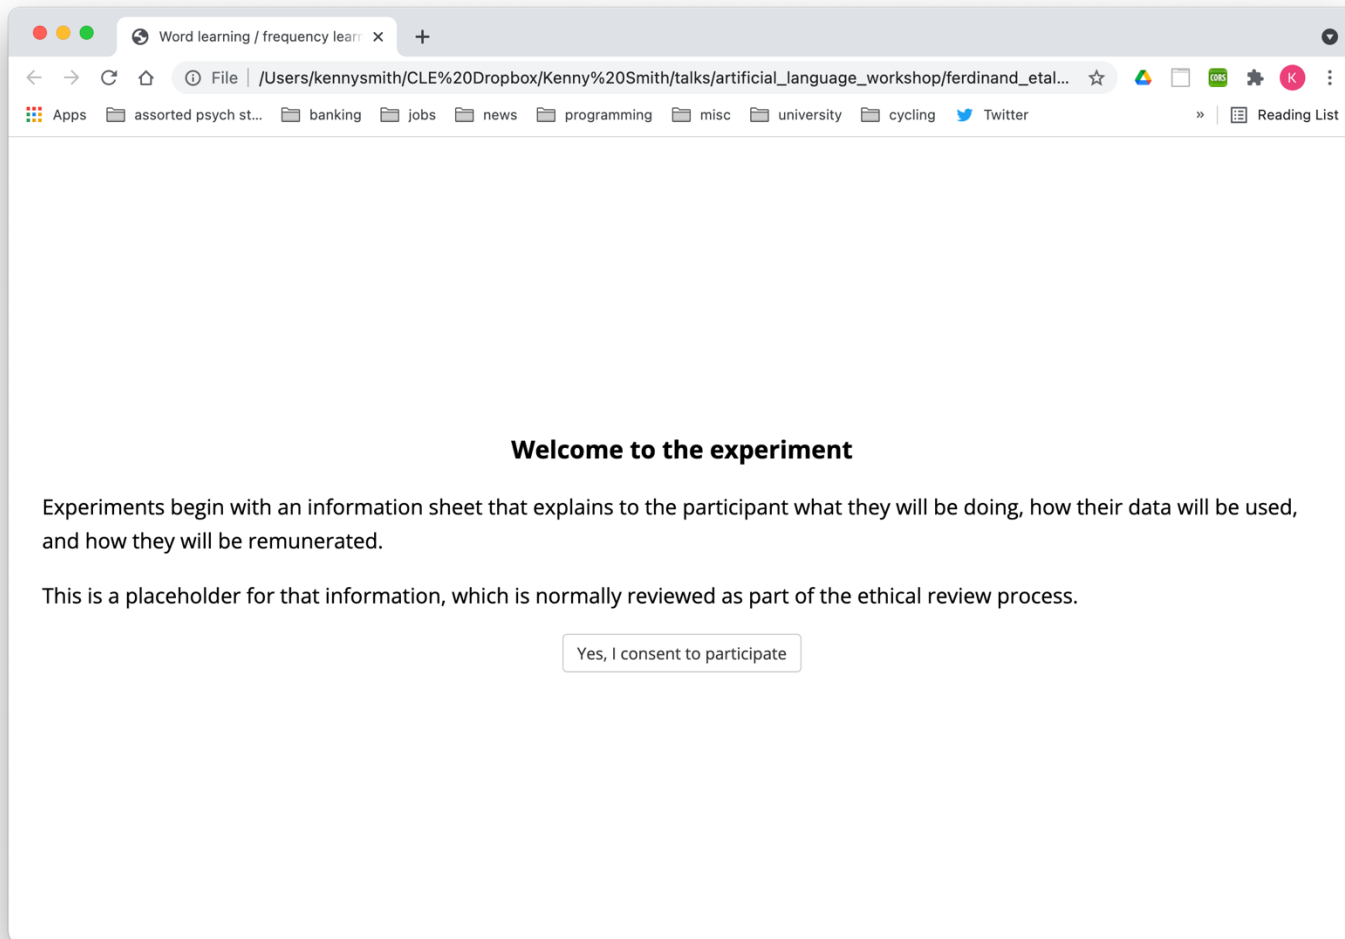 Word learning / frequency lear
File
/Users/kennysmith/CLE%20Dropbox/Kenny%20Smith/talks/artificial_language_workshop/ferdinand_etal...
CORS
K
Apps
assorted psych st...
banking
jobs
news
programming
misc
university
cycling
Twitter
»
Reading List
Welcome to the experiment
Experiments begin with an information sheet that explains to the participant what they will be doing, how their data will be used,
and how they will be remunerated.
This is a placeholder for that information, which is normally reviewed as part of the ethical review process.
Yes, I consent to participate